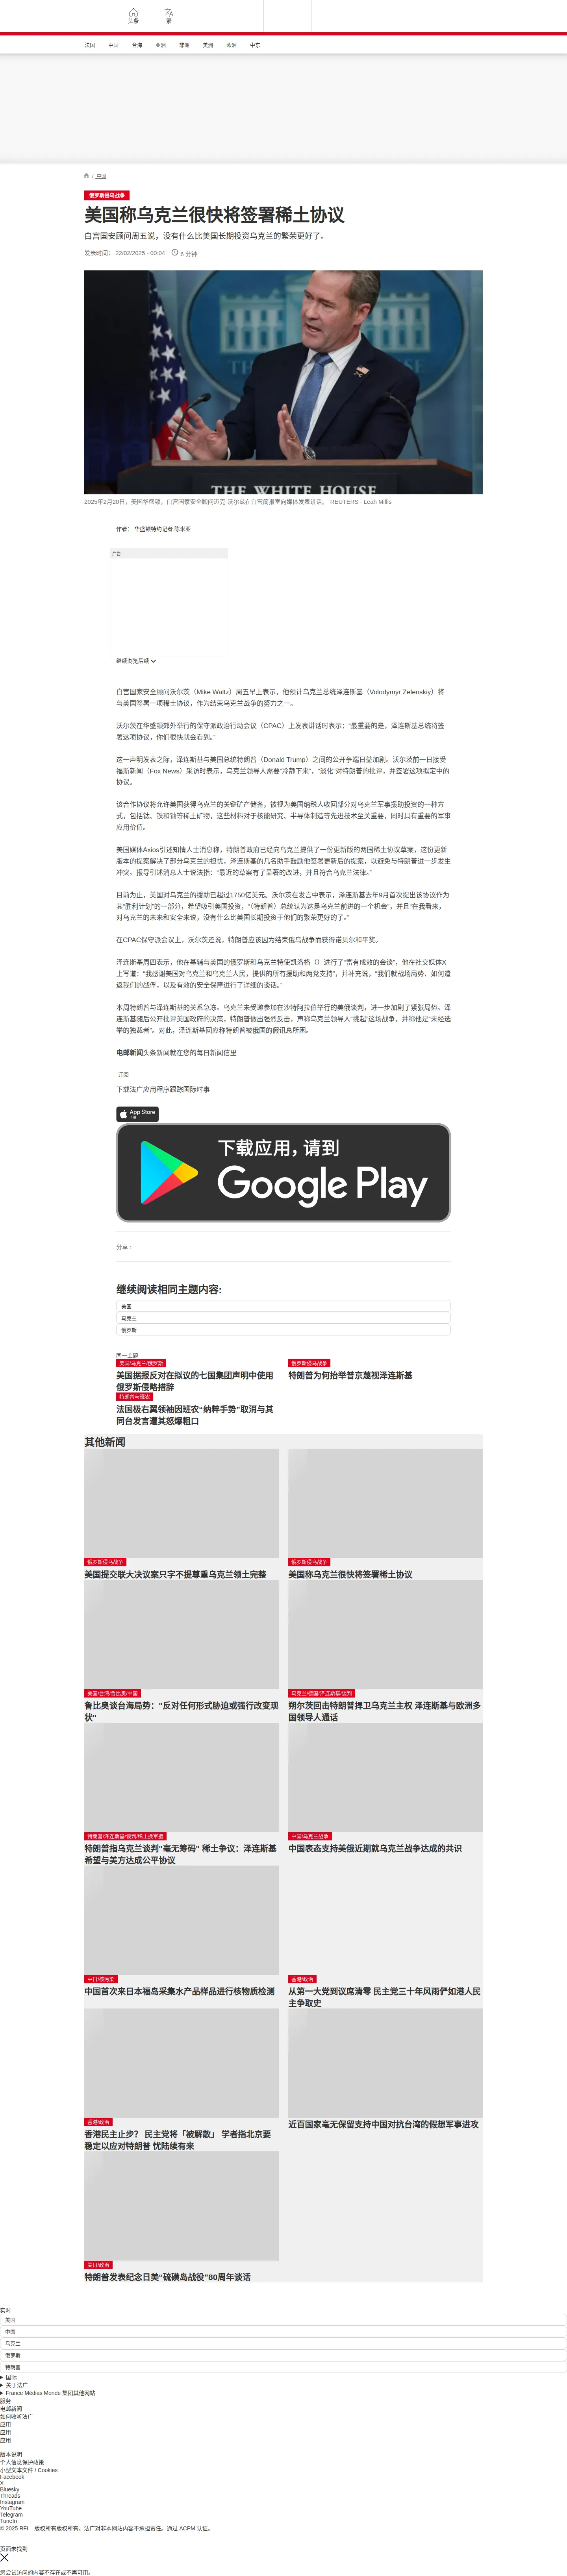 头条
繁
法国
中国
台海
亚洲
非洲
美洲
欧洲
中东
/ 中国
俄罗斯侵乌战争
美国称乌克兰很快将签署稀土协议
白宫国安顾问周五说，没有什么比美国长期投资乌克兰的繁荣更好了。
发表时间： 22/02/2025 - 00:04
6 分钟
THE WHITE HOUSE
2025年2月20日，美国华盛顿，白宫国家安全顾问迈克·沃尔兹在白宫简报室向媒体发表讲话。 REUTERS - Leah Millis
作者： 华盛顿特约记者 陈米亚
广告
继续浏览后续
白宫国家安全顾问沃尔茨（Mike Waltz）周五早上表示，他预计乌克兰总统泽连斯基（Volodymyr Zelenskiy）将
与美国签署一项稀土协议，作为结束乌克兰战争的努力之一。
沃尔茨在华盛顿郊外举行的保守派政治行动会议（CPAC）上发表讲话时表示：“最重要的是，泽连斯基总统将签
署这项协议，你们很快就会看到。”
这一声明发表之际，泽连斯基与美国总统特朗普（Donald Trump）之间的公开争端日益加剧。沃尔茨前一日接受
福斯新闻（Fox News）采访时表示，乌克兰领导人需要“冷静下来”，“淡化”对特朗普的批评，并签署这项拟定中的
协议。
该合作协议将允许美国获得乌克兰的关键矿产储备，被视为美国纳税人收回部分对乌克兰军事援助投资的一种方
式，包括钛、铁和铀等稀土矿物，这些材料对于核能研究、半导体制造等先进技术至关重要，同时具有重要的军事
应用价值。
美国媒体Axios引述知情人士消息称，特朗普政府已经向乌克兰提供了一份更新版的两国稀土协议草案，这份更新
版本的提案解决了部分乌克兰的担忧，泽连斯基的几名助手鼓励他签署更新后的提案，以避免与特朗普进一步发生
冲突。报导引述消息人士说法指：“最近的草案有了显著的改进，并且符合乌克兰法律。”
目前为止，美国对乌克兰的援助已超过1750亿美元。沃尔茨在发言中表示，泽连斯基去年9月首次提出该协议作为
其“胜利计划”的一部分，希望吸引美国投资，“（特朗普）总统认为这是乌克兰前进的一个机会”，并且“在我看来，
对乌克兰的未来和安全来说，没有什么比美国长期投资于他们的繁荣更好的了。”
在CPAC保守派会议上，沃尔茨还说，特朗普应该因为结束俄乌战争而获得诺贝尔和平奖。
泽连斯基周四表示，他在基辅与美国的俄罗斯和乌克兰特使凯洛格（）进行了“富有成效的会谈”，他在社交媒体X
上写道：“我感谢美国对乌克兰和乌克兰人民，提供的所有援助和两党支持”，并补充说，“我们就战场局势、如何遣
返我们的战俘，以及有效的安全保障进行了详细的谈话。”
本周特朗普与泽连斯基的关系急冻。乌克兰未受邀参加在沙特阿拉伯举行的美俄谈判，进一步加剧了紧张局势。泽
连斯基随后公开批评美国政府的决策，特朗普做出强烈反击，声称乌克兰领导人“挑起”这场战争，并称他是“未经选
举的独裁者”。对此，泽连斯基回应称特朗普被俄国的假讯息所困。
电邮新闻头条新闻就在您的每日新闻信里
订阅
下载法广应用程序跟踪国际时事
App Store
下载
下载应用，请到
Google Play
分享 :
继续阅读相同主题内容:
美国
乌克兰
俄罗斯
同一主题
美国/乌克兰/俄罗斯
美国据报反对在拟议的七国集团声明中使用
俄罗斯侵略措辞
俄罗斯侵乌战争
特朗普为何抬举普京蔑视泽连斯基
特朗普与班农
法国极右翼领袖因班农“纳粹手势”取消与其
同台发言遭其怒爆粗口
其他新闻
俄罗斯侵乌战争
美国提交联大决议案只字不提尊重乌克兰领土完整
俄罗斯侵乌战争
美国称乌克兰很快将签署稀土协议
美国/台湾/鲁比奥/中国
鲁比奥谈台海局势：“反对任何形式胁迫或强行改变现
状”
乌克兰/德国/泽连斯基/谈判
朔尔茨回击特朗普捍卫乌克兰主权 泽连斯基与欧洲多
国领导人通话
特朗普/泽连斯基/谈判/稀土换军援
特朗普指乌克兰谈判“毫无筹码” 稀土争议：泽连斯基
希望与美方达成公平协议
中国/乌克兰战争
中国表态支持美俄近期就乌克兰战争达成的共识
中日/核污染
中国首次来日本福岛采集水产品样品进行核物质检测
香港/政治
从第一大党到议席清零 民主党三十年风雨俨如港人民
主争取史
香港/政治
香港民主止步？ 民主党将「被解散」 学者指北京要
稳定以应对特朗普 忧陆续有来
近百国家毫无保留支持中国对抗台湾的假想军事进攻
美日/政治
特朗普发表纪念日美“硫磺岛战役”80周年谈话
实时
美国
中国
乌克兰
俄罗斯
特朗普
国际
关于法广
France Médias Monde 集团其他网站
服务
电邮新闻
如何收听法广
应用
应用
应用
版本说明
个人信息保护政策
小型文本文件 / Cookies
Facebook
X
Bluesky
Threads
Instagram
YouTube
Telegram
TuneIn
© 2025 RFI – 版权所有版权所有。法广对非本网站内容不承担责任。通过 ACPM 认证。
页面未找到
您尝试访问的内容不存在或不再可用。